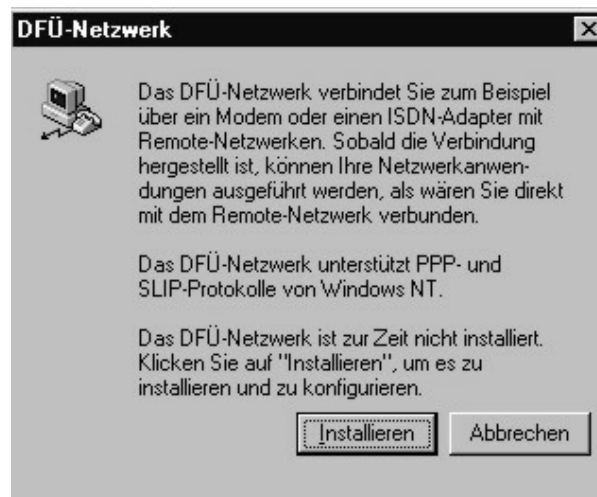 DFÜ-Netzwerk
Das DFÜ-Netzwerk verbindet Sie zum Beispiel
über ein Modem oder einen ISDN-Adapter mit
Remote-Netzwerken. Sobald die Verbindung
hergestellt ist, können Ihre Netzwerkanwen-
dungen ausgeführt werden, als wären Sie direkt
mit dem Remote-Netzwerk verbunden.
Das DFÜ-Netzwerk unterstützt PPP- und
SLIP-Protokolle von Windows NT.
Das DFÜ-Netzwerk ist zur Zeit nicht installiert.
Klicken Sie auf "Installieren", um es zu
installieren und zu konfigurieren.
Installieren Abbrechen